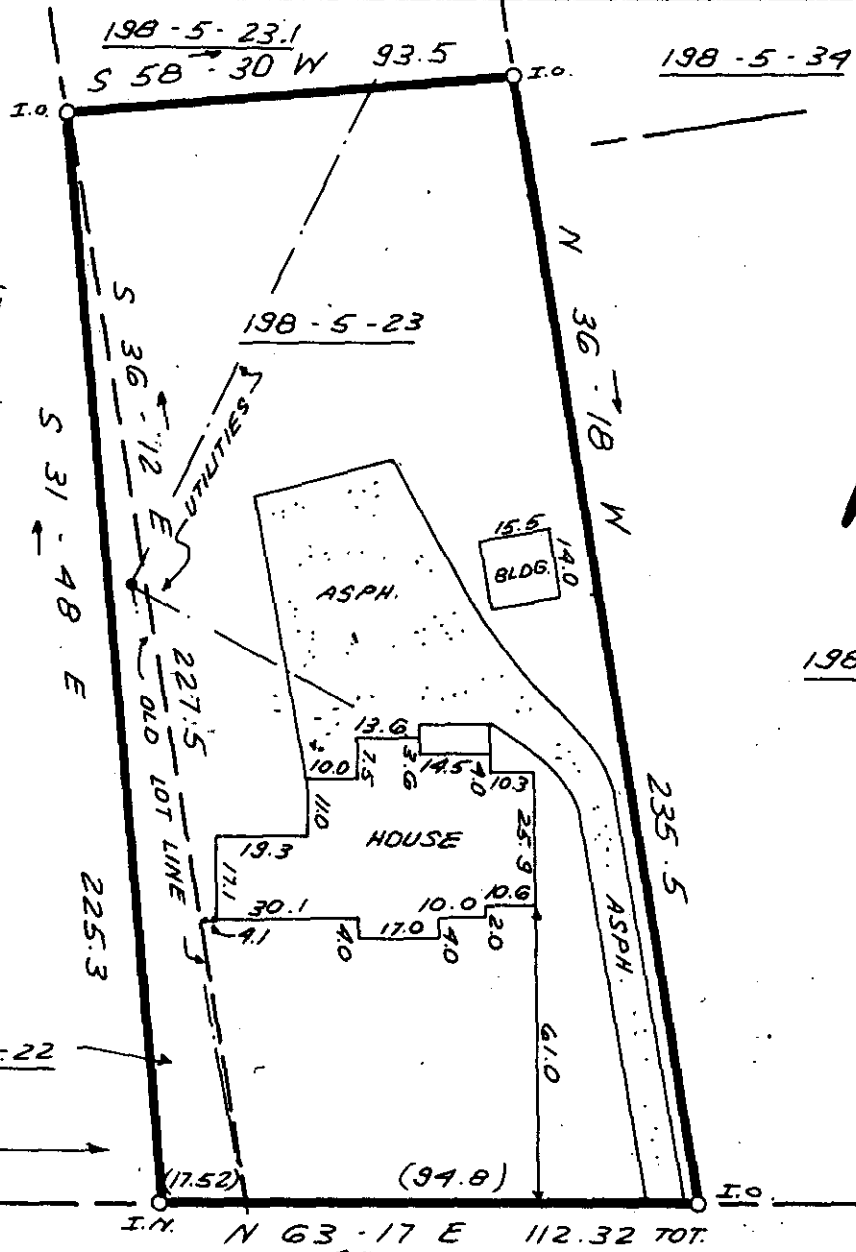 198-5-23.1
S 58-30 W 93.5
198-5-34
I.O.
I.O.
N 36-18 W
198-5-23
S 36-12 E
UTILITIES
S 31-48 E
15.5
14.0
BLDG.
ASPH.
198
227.5
OLD LOT LINE
13.6
10.0
7.5
3.6
14.5
4.0
10.3
11.0
HOUSE
25.9
235.5
19.3
17.1
30.1
10.0
10.6
4.1
4.0
17.0
4.0
2.0
ASPH.
225.3
61.0
-22
(17.52)
(94.8)
I.O.
I.N.
N 63-17 E 112.32 TOT.